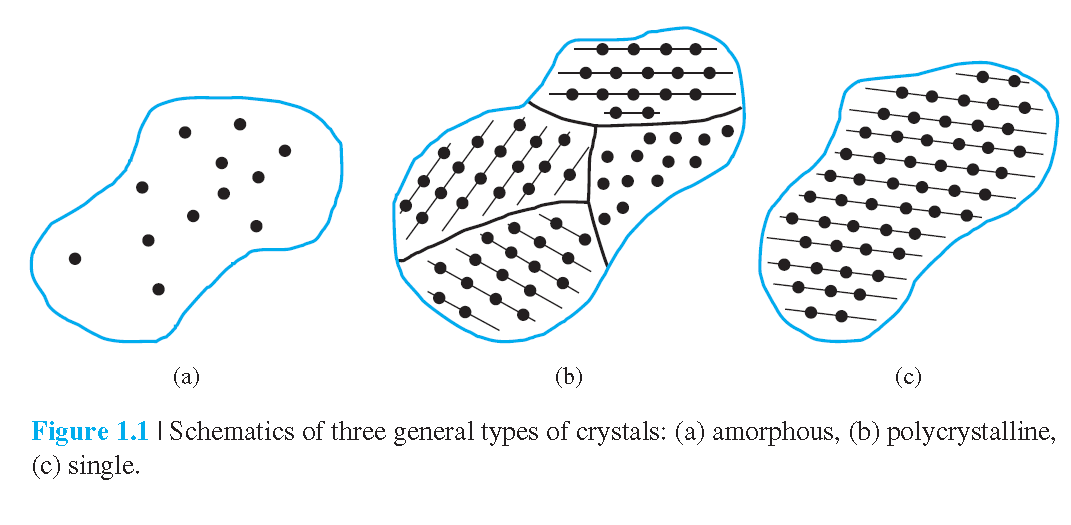 (a)
(b)
(c)
Figure 1.1 | Schematics of three general types of crystals: (a) amorphous, (b) polycrystalline,
(c) single.